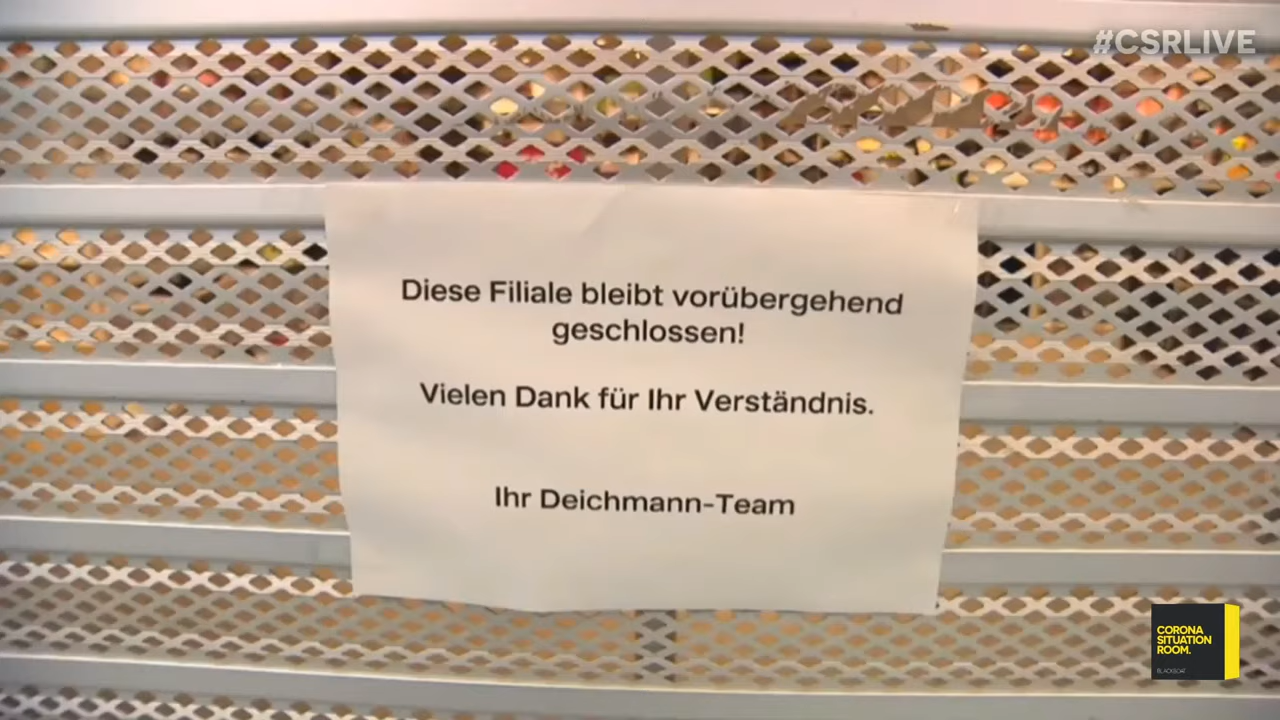 #CSRLIVE
Diese Filiale bleibt vorübergehend
geschlossen!
Vielen Dank für Ihr Verständnis.
Ihr Deichmann-Team
CORONA
SITUATION
ROOM.